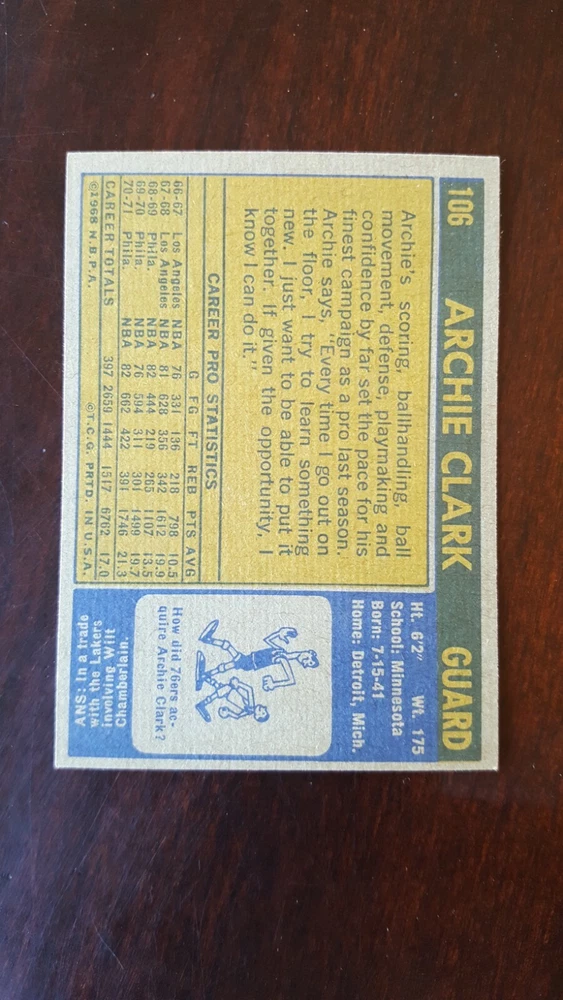 106 ARCHIE CLARK GUARD
Archie's scoring, ballhandling, ball
movement, defense, playmaking and
confidence by far set the pace for his
finest campaign as a pro last season.
Archie says, "Every time I go out on
the floor, I try to learn something
new. I just want to be able to put it
together. If given the opportunity, I
know I can do it."
CAREER PRO STATISTICS
G FG FT REB PTS AVG
66-67 Los Angeles NBA 76 331 136 218 798 10.5
67-68 Los Angeles NBA 81 628 356 342 1612 19.9
68-69 Phila. NBA 82 444 219 265 1107 13.5
69-70 Phila. NBA 76 594 311 301 1499 19.7
70-71 Phila. NBA 82 662 422 391 1746 21.3
CAREER TOTALS 397 2659 1444 1517 6762 17.0
©1968 N.B.P.A. ©T.C.G. PRTD. IN U.S.A.
Ht. 6'2" Wt. 175
School: Minnesota
Born: 7-15-41
Home: Detroit, Mich.
How did 76ers ac-
quire Archie Clark?
ANS: In a trade
with the Lakers
involving Wilt
Chamberlain.